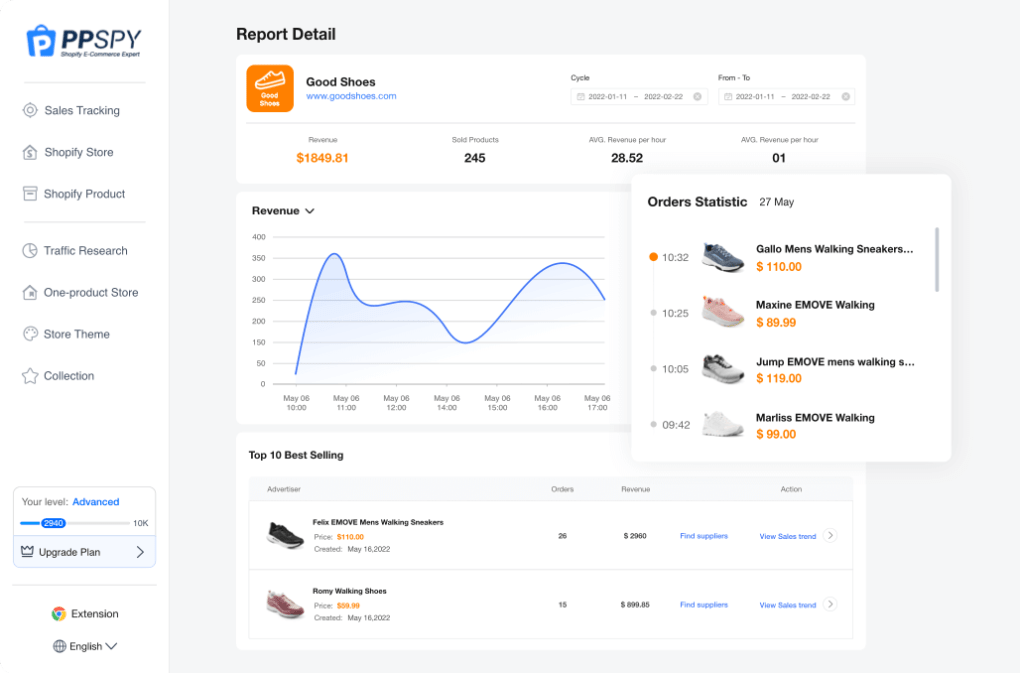 PPSPY
Shopify E-Commerce Expert
Sales Tracking
Shopify Store
Shopify Product
Traffic Research
One-product Store
Store Theme
Collection
Your level: Advanced
2940 10K
Upgrade Plan
Extension
English
Report Detail
Good Shoes
Good Shoes
www.goodshoes.com
Cycle
2022-01-11 ~ 2022-02-22
From - To
2022-01-11 ~ 2022-02-22
Revenue
$1849.81
Sold Products
245
AVG. Revenue per hour
28.52
AVG. Revenue per hour
01
Revenue
400
350
300
250
200
150
50
0
May 06 10:00
May 06 11:00
May 06 12:00
May 06 14:00
May 06 15:00
May 06 16:00
May 06 17:00
Orders Statistic 27 May
10:32 Gallo Mens Walking Sneakers...
$ 110.00
10:25 Maxine EMOVE Walking
$ 89.99
10:05 Jump EMOVE mens walking s...
$ 119.00
09:42 Marliss EMOVE Walking
$ 99.00
Top 10 Best Selling
Advertiser Orders Revenue Action
Felix EMOVE Mens Walking Sneakers
Price: $110.00
Created: May 16,2022
26 $ 2960 Find suppliers View Sales trend
Romy Walking Shoes
Price: $59.99
Created: May 16,2022
15 $ 899.85 Find suppliers View Sales trend